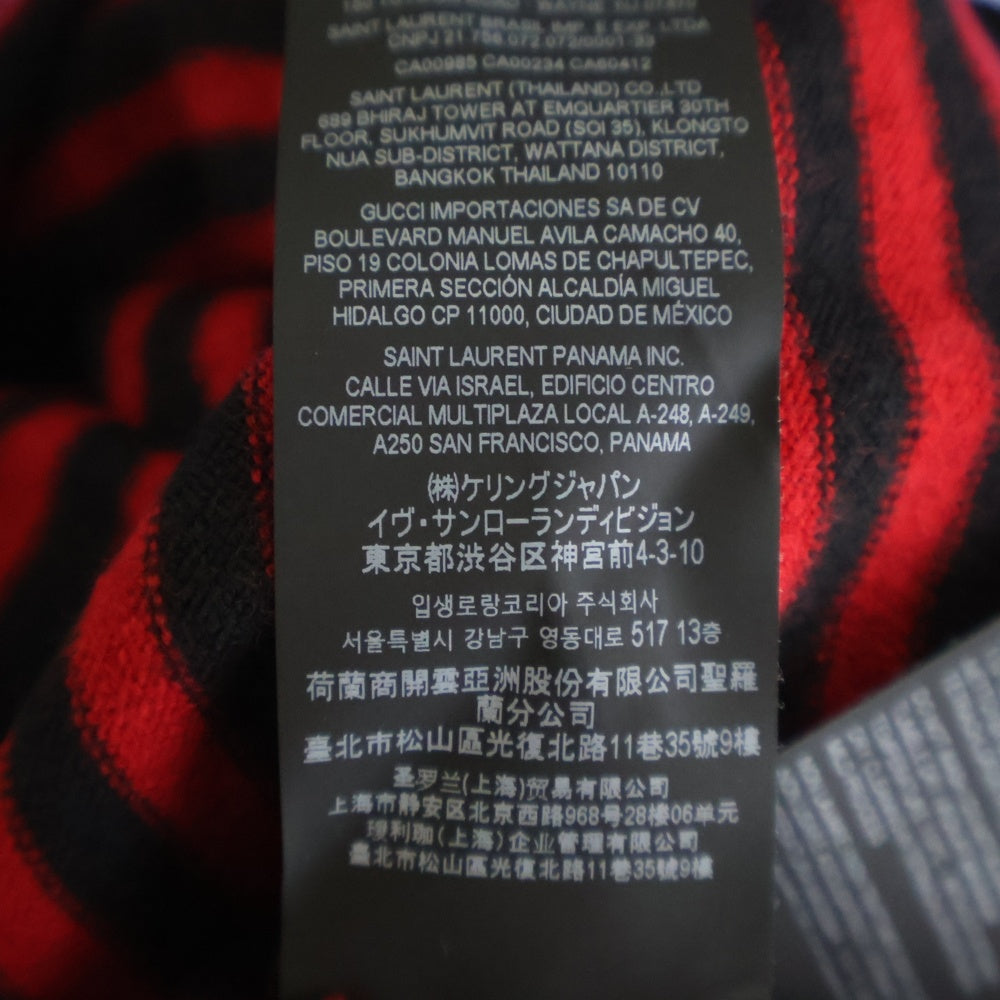 WAYNE NJ 07470
SAINT LAURENT BRASIL IMP. E EXP. LTDA
CNPJ 21 756 072 072/0001-33
CA00985 CA00234 CA60412
SAINT LAURENT (THAILAND) CO.,LTD
689 BHIRAJ TOWER AT EMQUARTIER 30TH
FLOOR, SUKHUMVIT ROAD (SOI 35), KLONGTO
NUA SUB-DISTRICT, WATTANA DISTRICT,
BANGKOK THAILAND 10110
GUCCI IMPORTACIONES SA DE CV
BOULEVARD MANUEL AVILA CAMACHO 40,
PISO 19 COLONIA LOMAS DE CHAPULTEPEC,
PRIMERA SECCIÓN ALCALDÍA MIGUEL
HIDALGO CP 11000, CIUDAD DE MÉXICO
SAINT LAURENT PANAMA INC.
CALLE VIA ISRAEL, EDIFICIO CENTRO
COMERCIAL MULTIPLAZA LOCAL A-248, A-249,
A250 SAN FRANCISCO, PANAMA
(株)ケリングジャパン
イヴ・サンローランディビジョン
東京都渋谷区神宮前4-3-10
입생로랑코리아 주식회사
서울특별시 강남구 영동대로 517 13층
荷蘭商開雲亞洲股份有限公司聖羅
蘭分公司
臺北市松山區光復北路11巷35號9樓
圣罗兰(上海)贸易有限公司
上海市静安区北京西路968号28楼06单元
(上海)企业管理有限公司
臺北市松山區光復北路11巷35號9樓